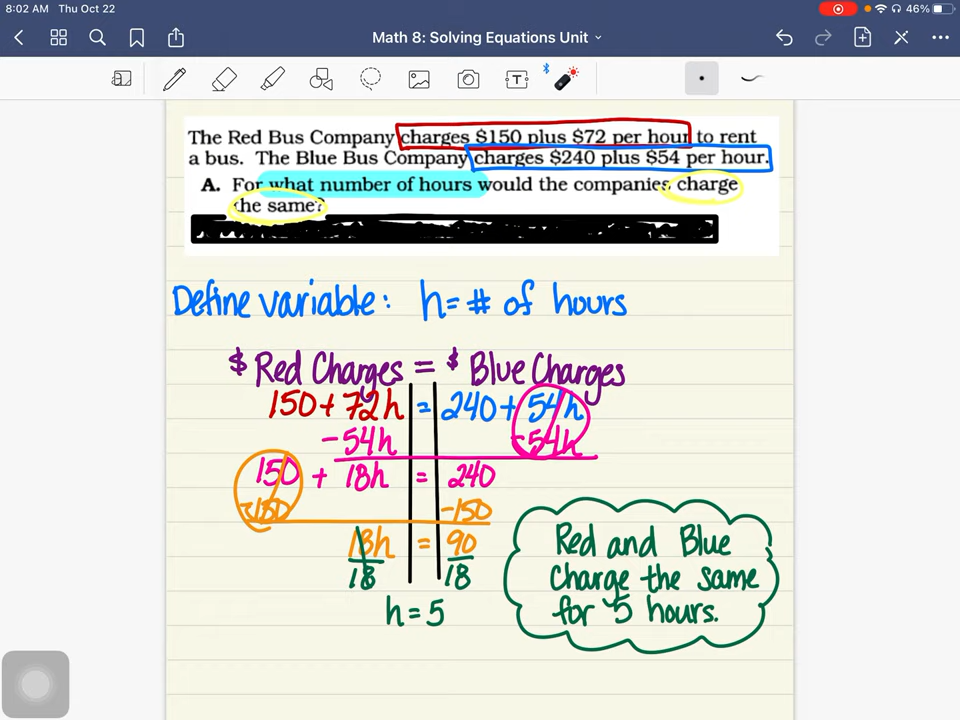 8:02 AM Thu Oct 22
46%
Math 8: Solving Equations Unit
The Red Bus Company charges $150 plus $72 per hour to rent
a bus. The Blue Bus Company charges $240 plus $54 per hour.
A. For what number of hours would the companies charge
the same?
Define variable: h = # of hours
$ Red Charges = $ Blue Charges
150 + 72h = 240 + 54h
- 54h - 54h
150 + 18h = 240
- 150 - 150
18h = 90
18 18
h = 5
Red and Blue
Charge the same
for 5 hours.